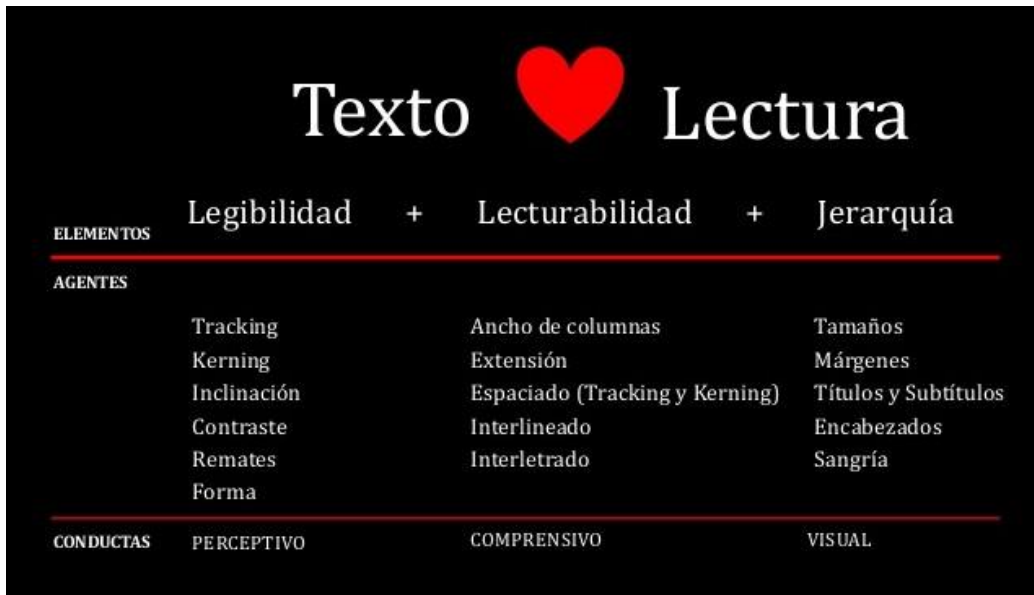 Texto Lectura
Legibilidad + Lecturabilidad + Jerarquía
ELEMENTOS
AGENTES
Tracking Ancho de columnas Tamaños
Kerning Extensión Márgenes
Inclinación Espaciado (Tracking y Kerning) Títulos y Subtítulos
Contraste Interlineado Encabezados
Remates Interletrado Sangría
Forma
CONDUCTAS PERCEPTIVO COMPRENSIVO VISUAL